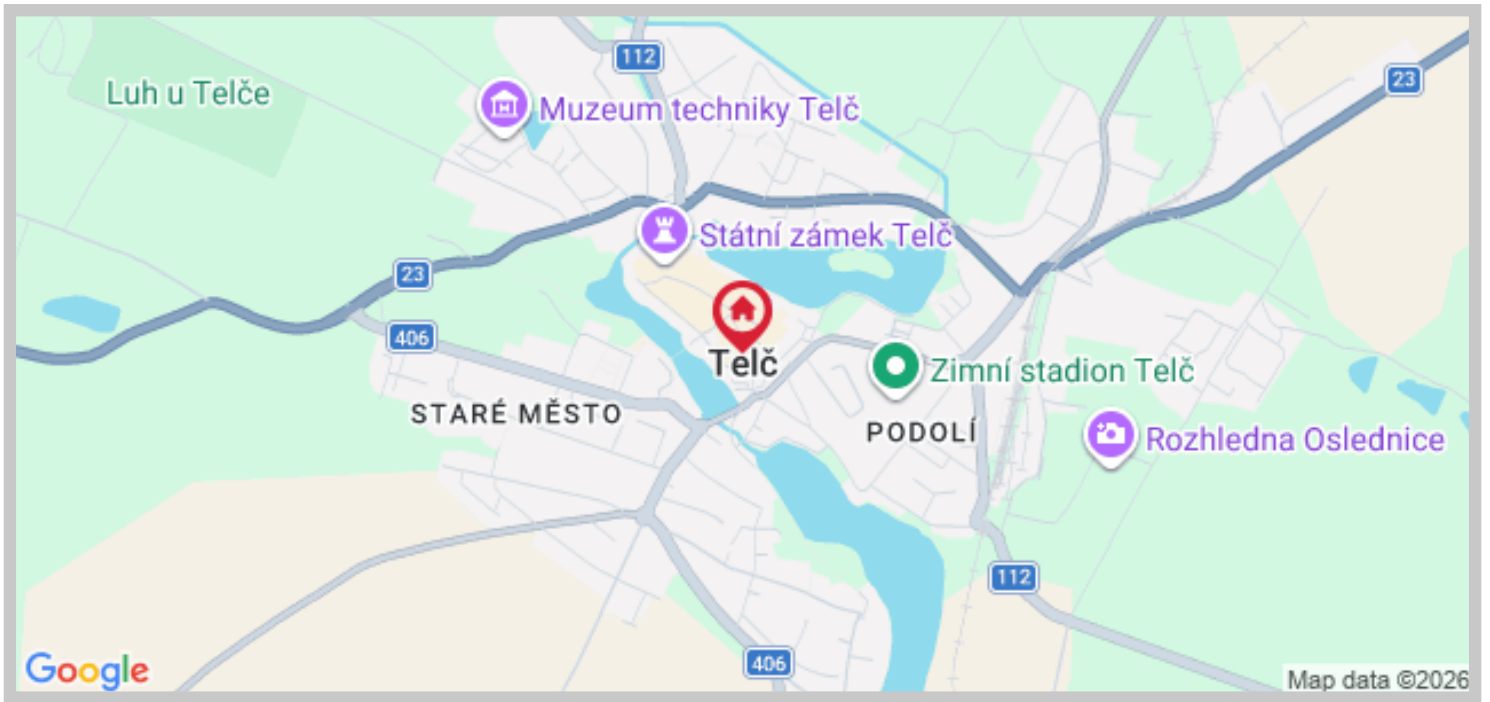 112
23
Luh u Telče
Muzeum techniky Telč
Státní zámek Telč
23
406
Telč
Zimní stadion Telč
STARÉ MĚSTO
PODOLÍ
Rozhledna Oslednice
112
406
Google
Map data ©2026